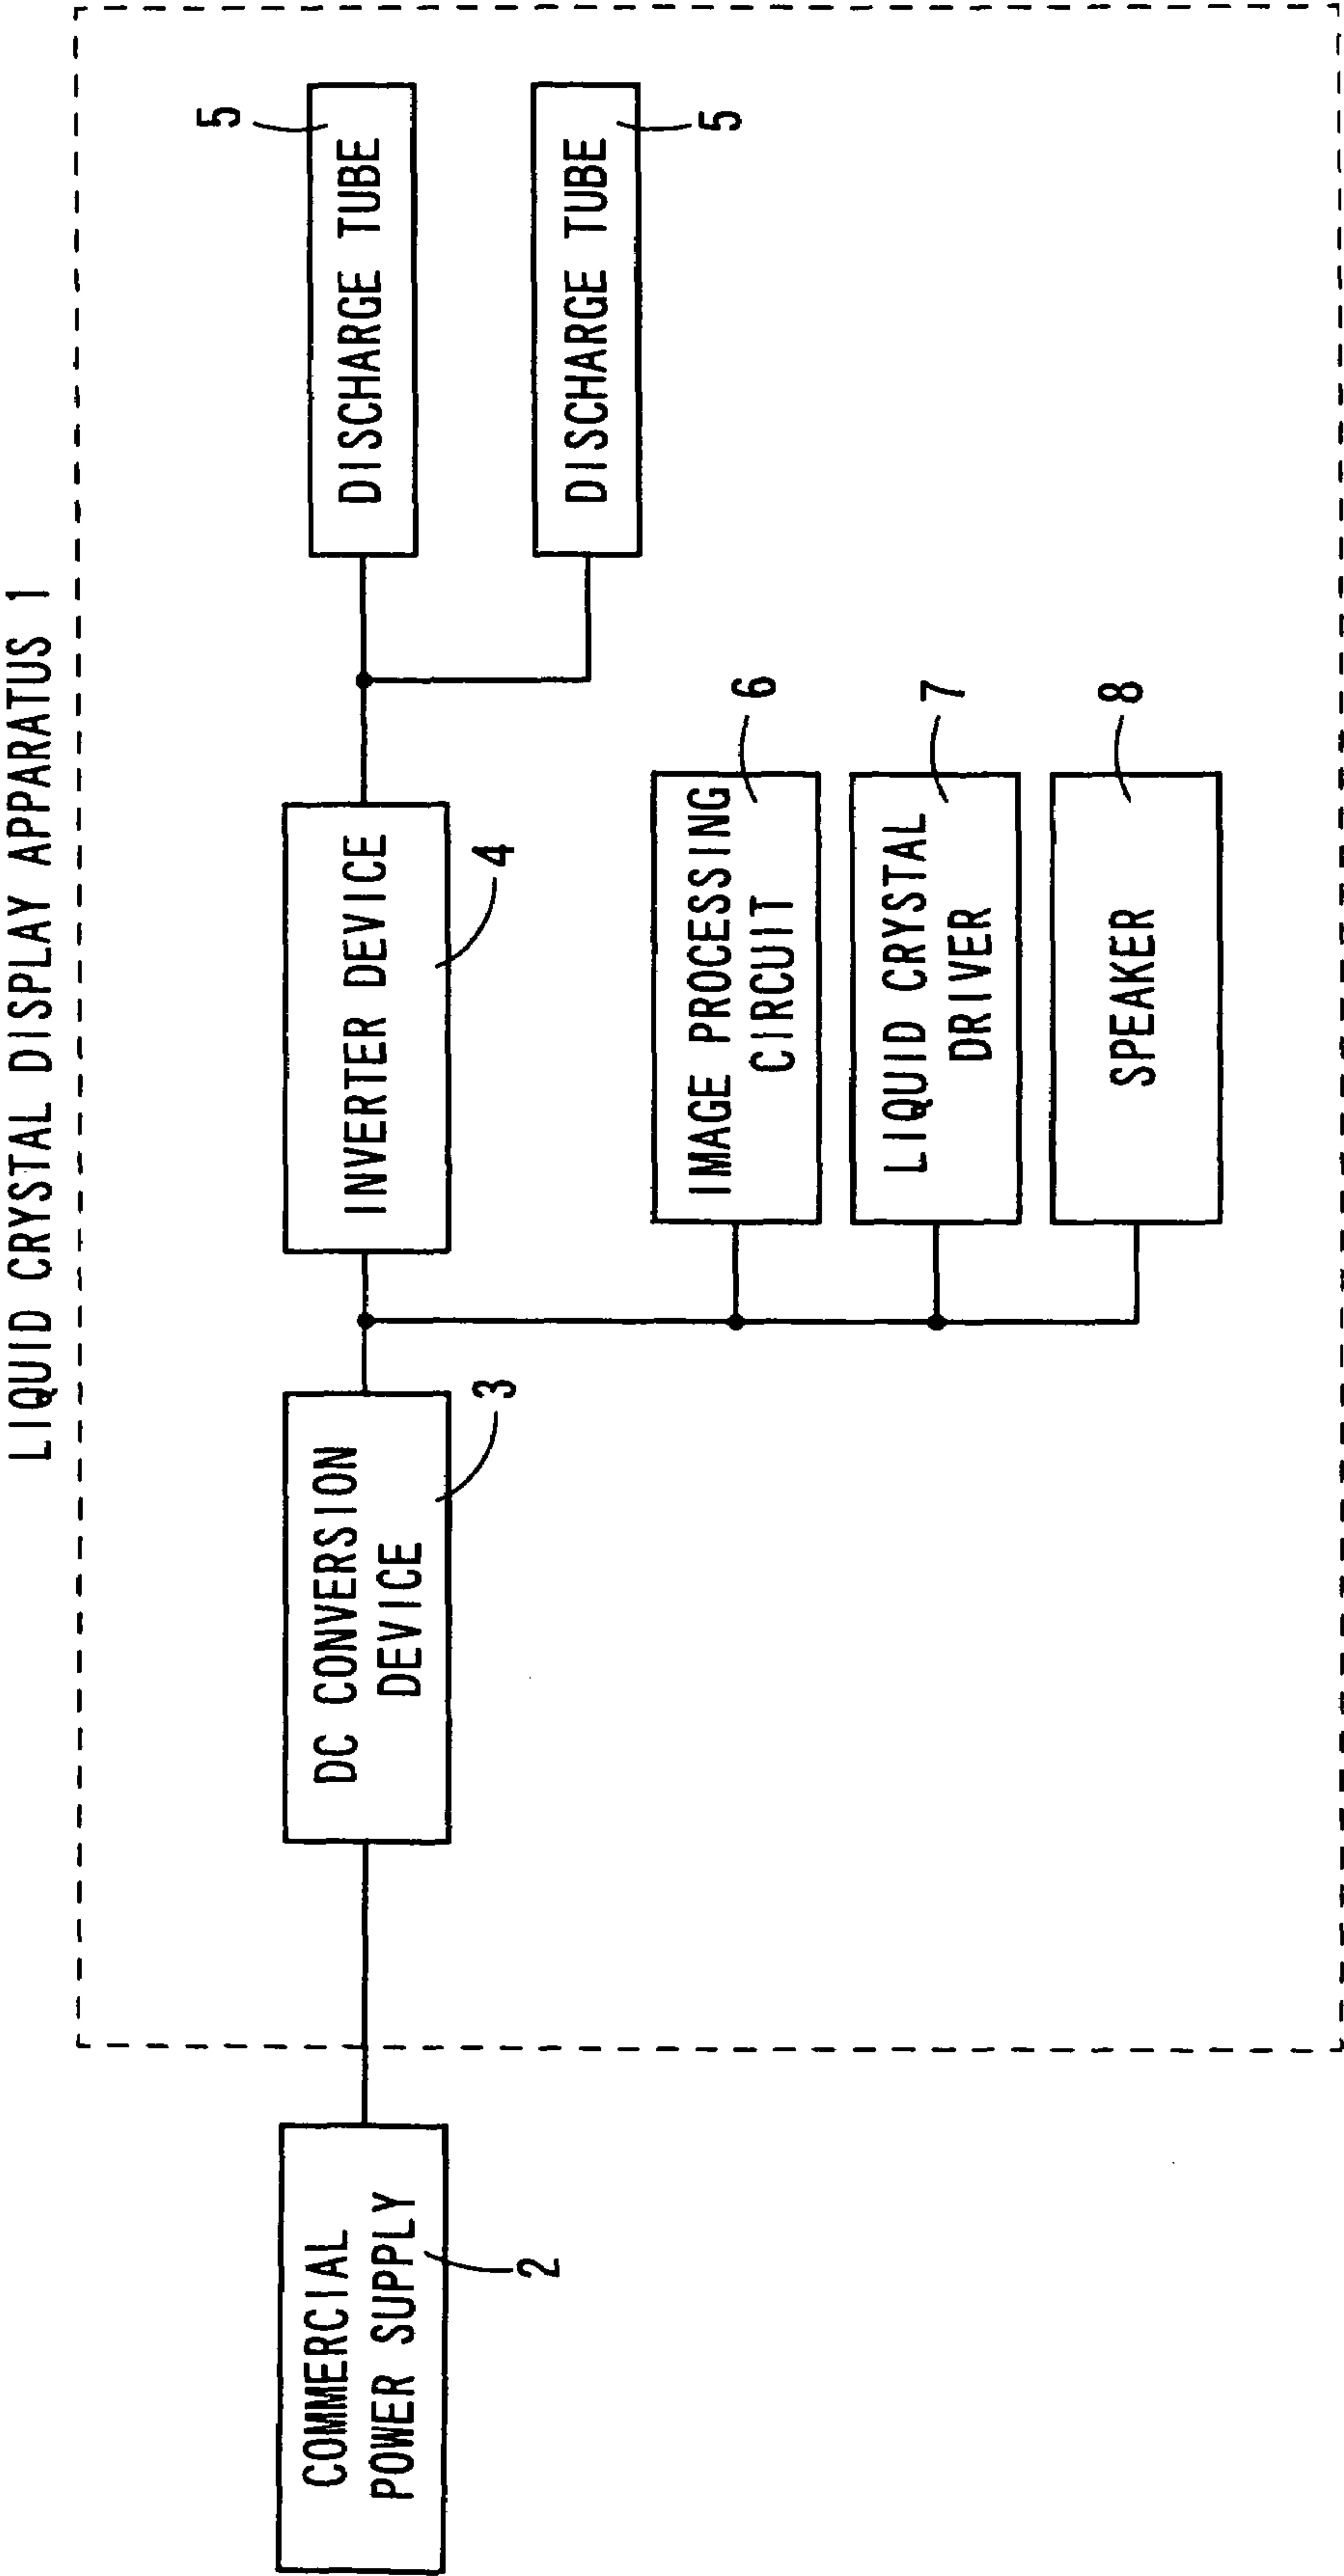 LIQUID CRYSTAL DISPLAY APPARATUS 1
COMMERCIAL
POWER SUPPLY
2
DC CONVERSION
DEVICE
3
INVERTER DEVICE
4
DISCHARGE TUBE
5
DISCHARGE TUBE
5
IMAGE PROCESSING
CIRCUIT
6
LIQUID CRYSTAL
DRIVER
7
SPEAKER
8